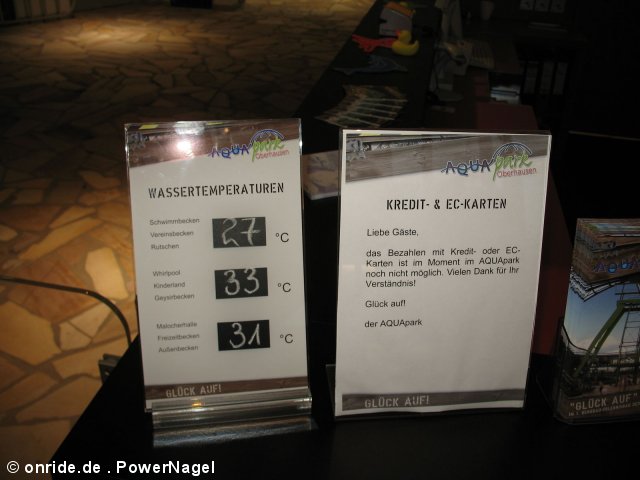 AQUApark
Oberhausen
WASSERTEMPERATUREN
Schwimmbecken
Vereinsbecken
Rutschen
27 °C
Whirlpool
Kinderland
Geysirbecken
33 °C
Malocherhalle
Freizeitbecken
Außenbecken
31 °C
GLÜCK AUF!
AQUApark
Oberhausen
KREDIT- & EC-KARTEN
Liebe Gäste,
das Bezahlen mit Kredit- oder EC-
Karten ist im Moment im AQUApark
noch nicht möglich. Vielen Dank für Ihr
Verständnis!
Glück auf!
der AQUApark
GLÜCK AUF!
"GLÜCK AUF"
© onride.de . PowerNagel